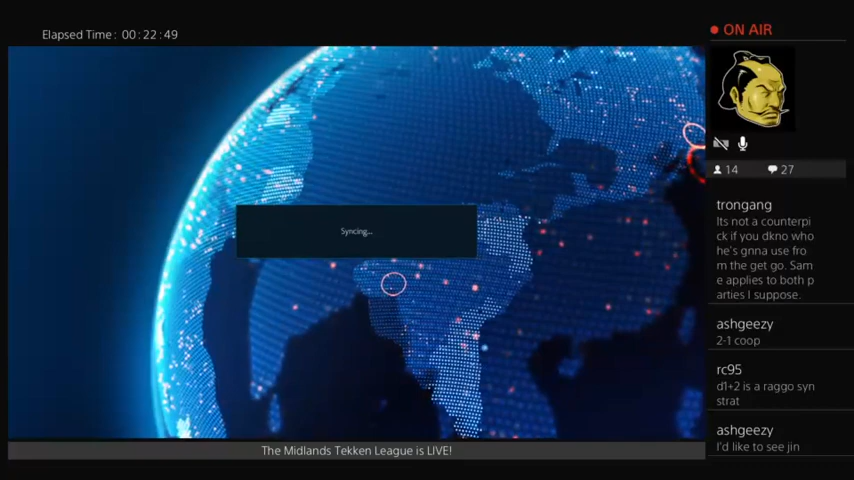 Elapsed Time: 00:22:49
ON AIR
14 27
Syncing...
trongang
Its not a counterpi
ck if you dkno who
he's gnna use fro
m the get go. Sam
e applies to both p
arties I suppose.
ashgeezy
2-1 coop
rc95
d1+2 is a raggo syn
strat
ashgeezy
I'd like to see jin
The Midlands Tekken League is LIVE!